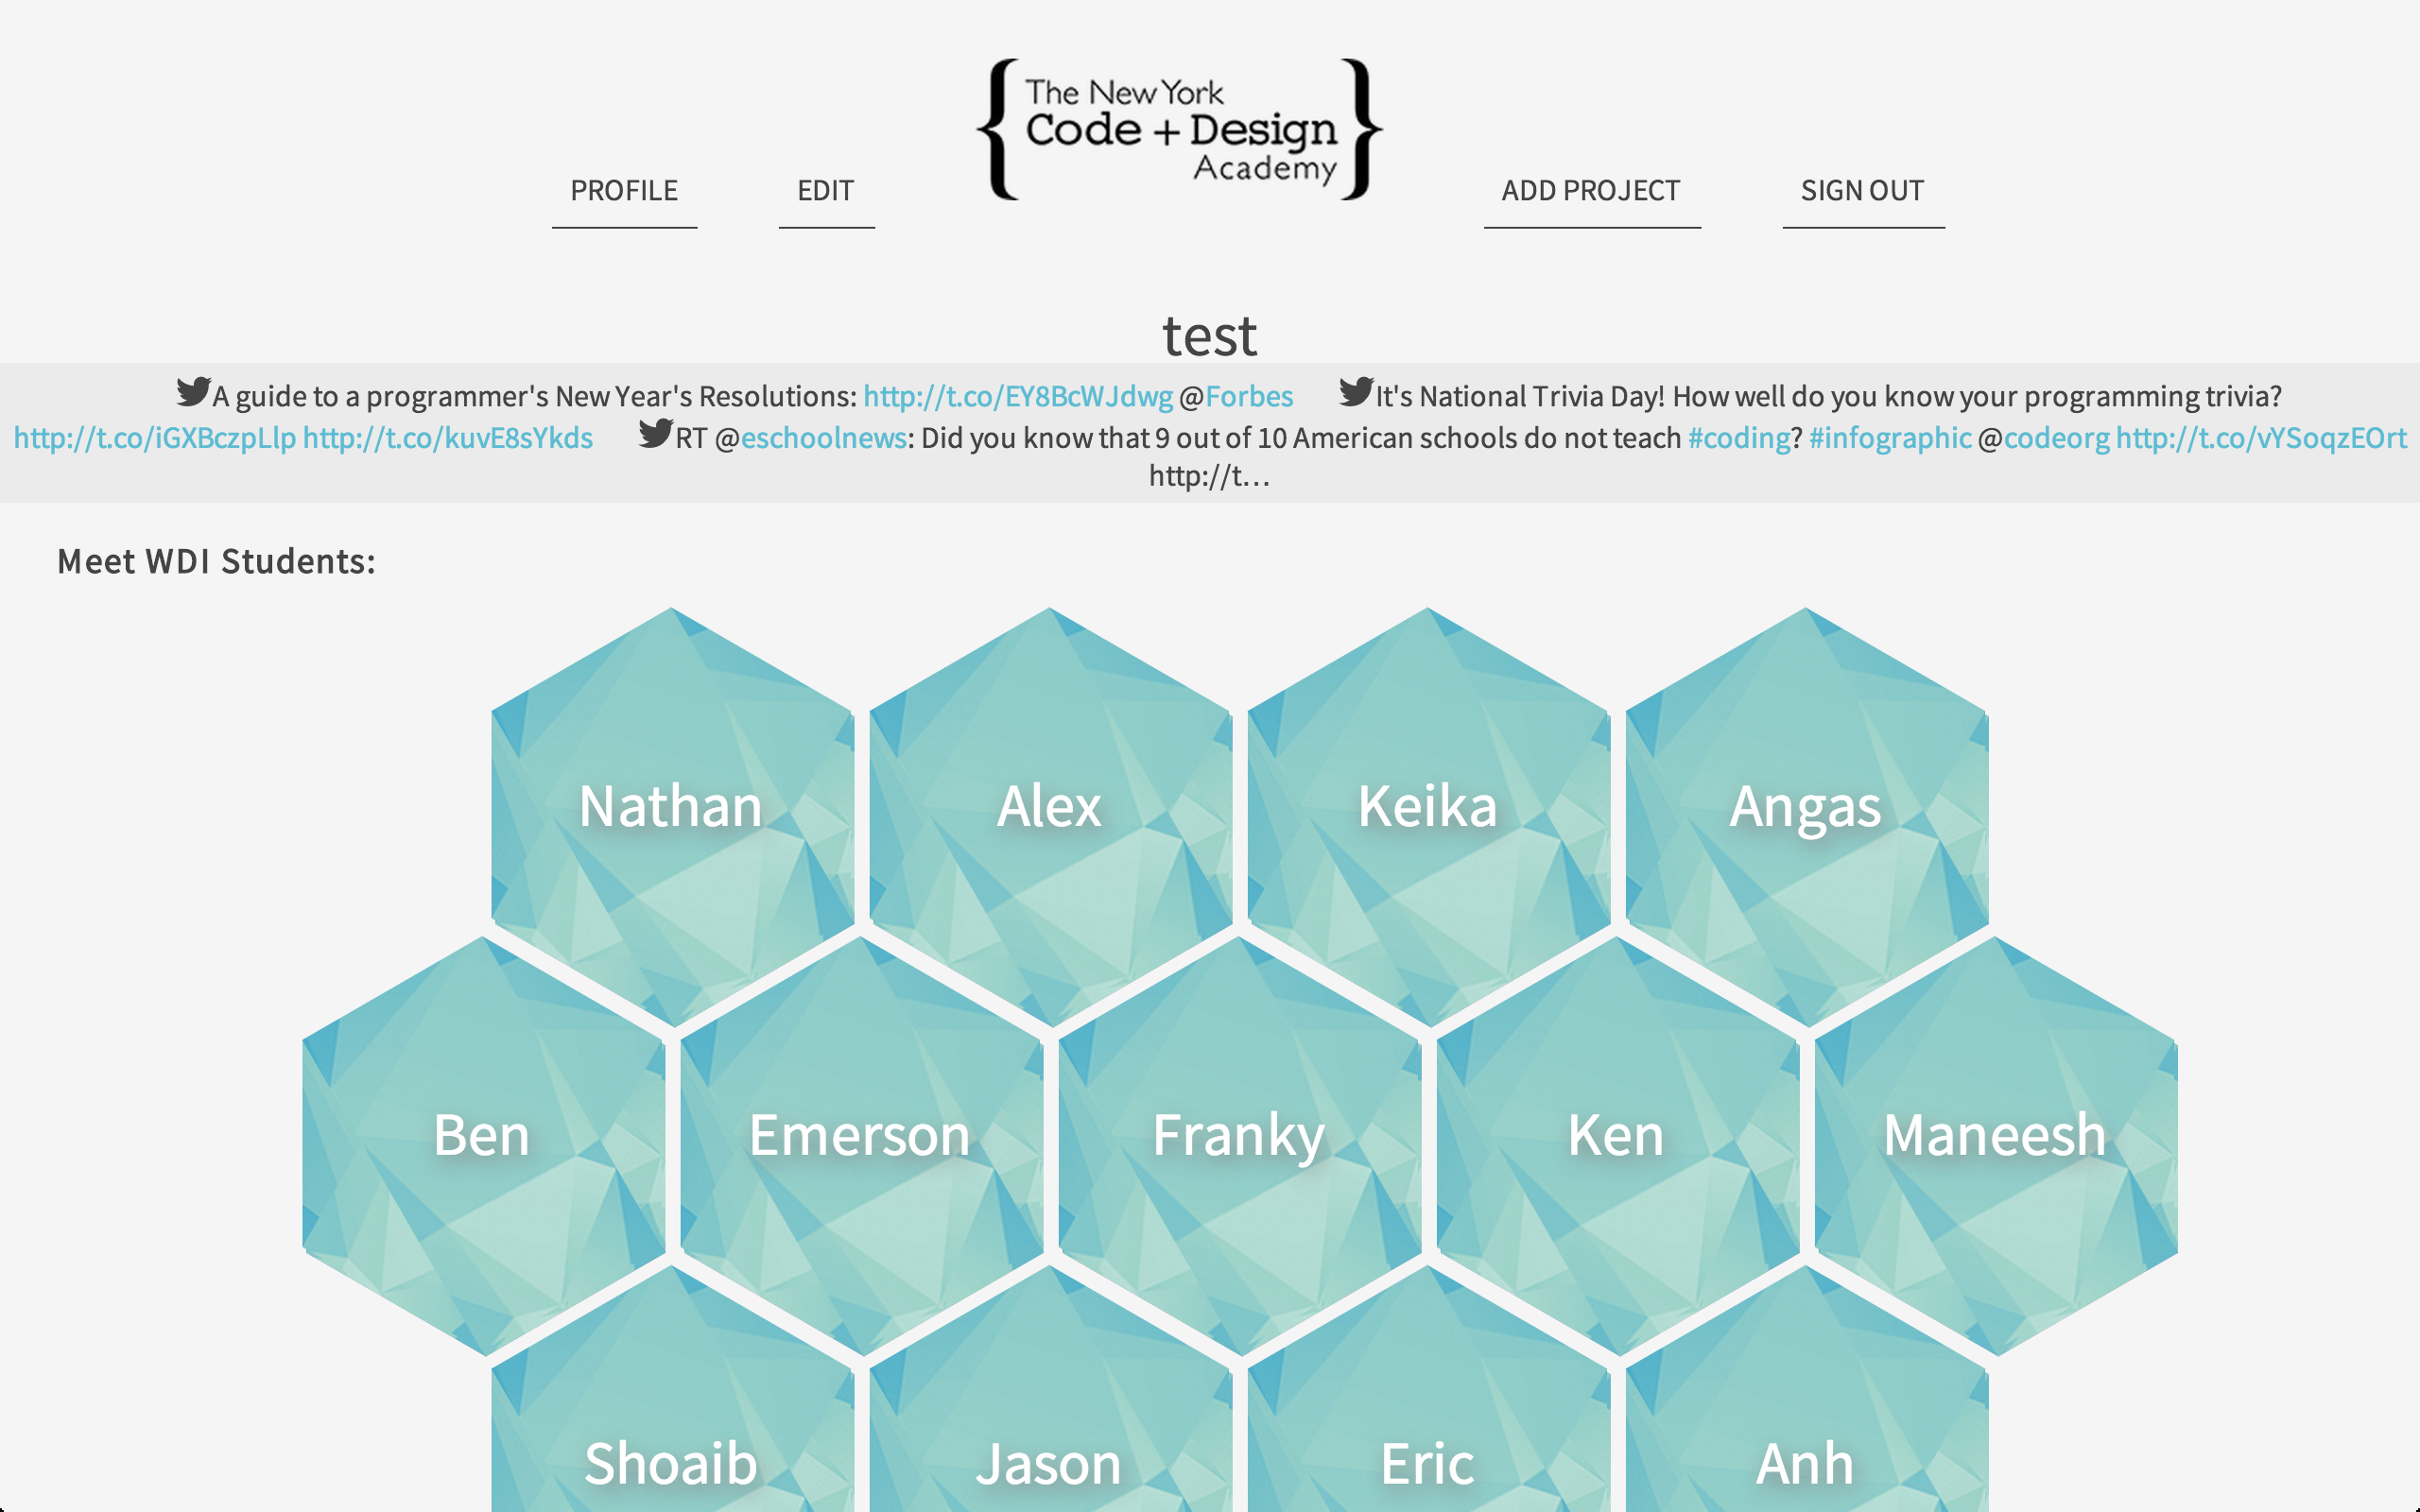 { The New York
Code + Design
Academy }
PROFILE EDIT ADD PROJECT SIGN OUT
test
A guide to a programmer's New Year's Resolutions: http://t.co/EY8BcWJdwg @Forbes It's National Trivia Day! How well do you know your programming trivia?
http://t.co/iGXBczpLlp http://t.co/kuvE8sYkds RT @eschoolnews: Did you know that 9 out of 10 American schools do not teach #coding? #infographic @codeorg http://t.co/vYSoqzEOrt
http://t…
Meet WDI Students:
Nathan Alex Keika Angas
Ben Emerson Franky Ken Maneesh
Shoaib Jason Eric Anh